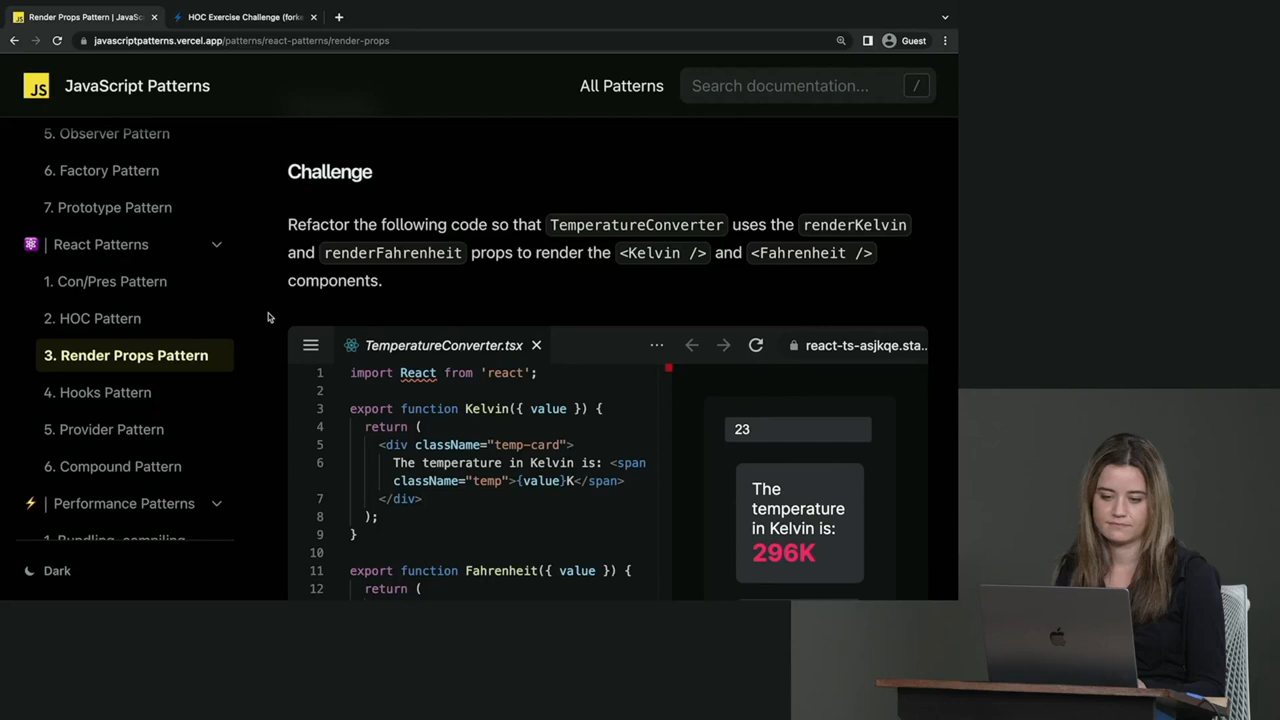 Render Props Pattern | JavaSc
HOC Exercise Challenge (fork
javascriptpatterns.vercel.app/patterns/react-patterns/render-props
Guest
JS
JavaScript Patterns
All Patterns
Search documentation...
/
5. Observer Pattern
6. Factory Pattern
7. Prototype Pattern
| React Patterns
1. Con/Pres Pattern
2. HOC Pattern
3. Render Props Pattern
4. Hooks Pattern
5. Provider Pattern
6. Compound Pattern
| Performance Patterns
1. Bundling, compiling
Dark
Challenge
Refactor the following code so that TemperatureConverter uses the renderKelvin
and renderFahrenheit props to render the <Kelvin /> and <Fahrenheit />
components.
TemperatureConverter.tsx
react-ts-asjkqe.sta..
1 import React from 'react';
2
3 export function Kelvin({ value }) {
4 return (
5 <div className="temp-card">
6 The temperature in Kelvin is: <span
className="temp">{value}K</span>
7 </div>
8 );
9 }
10
11 export function Fahrenheit({ value }) {
12 return (
23
The
temperature
in Kelvin is:
296K